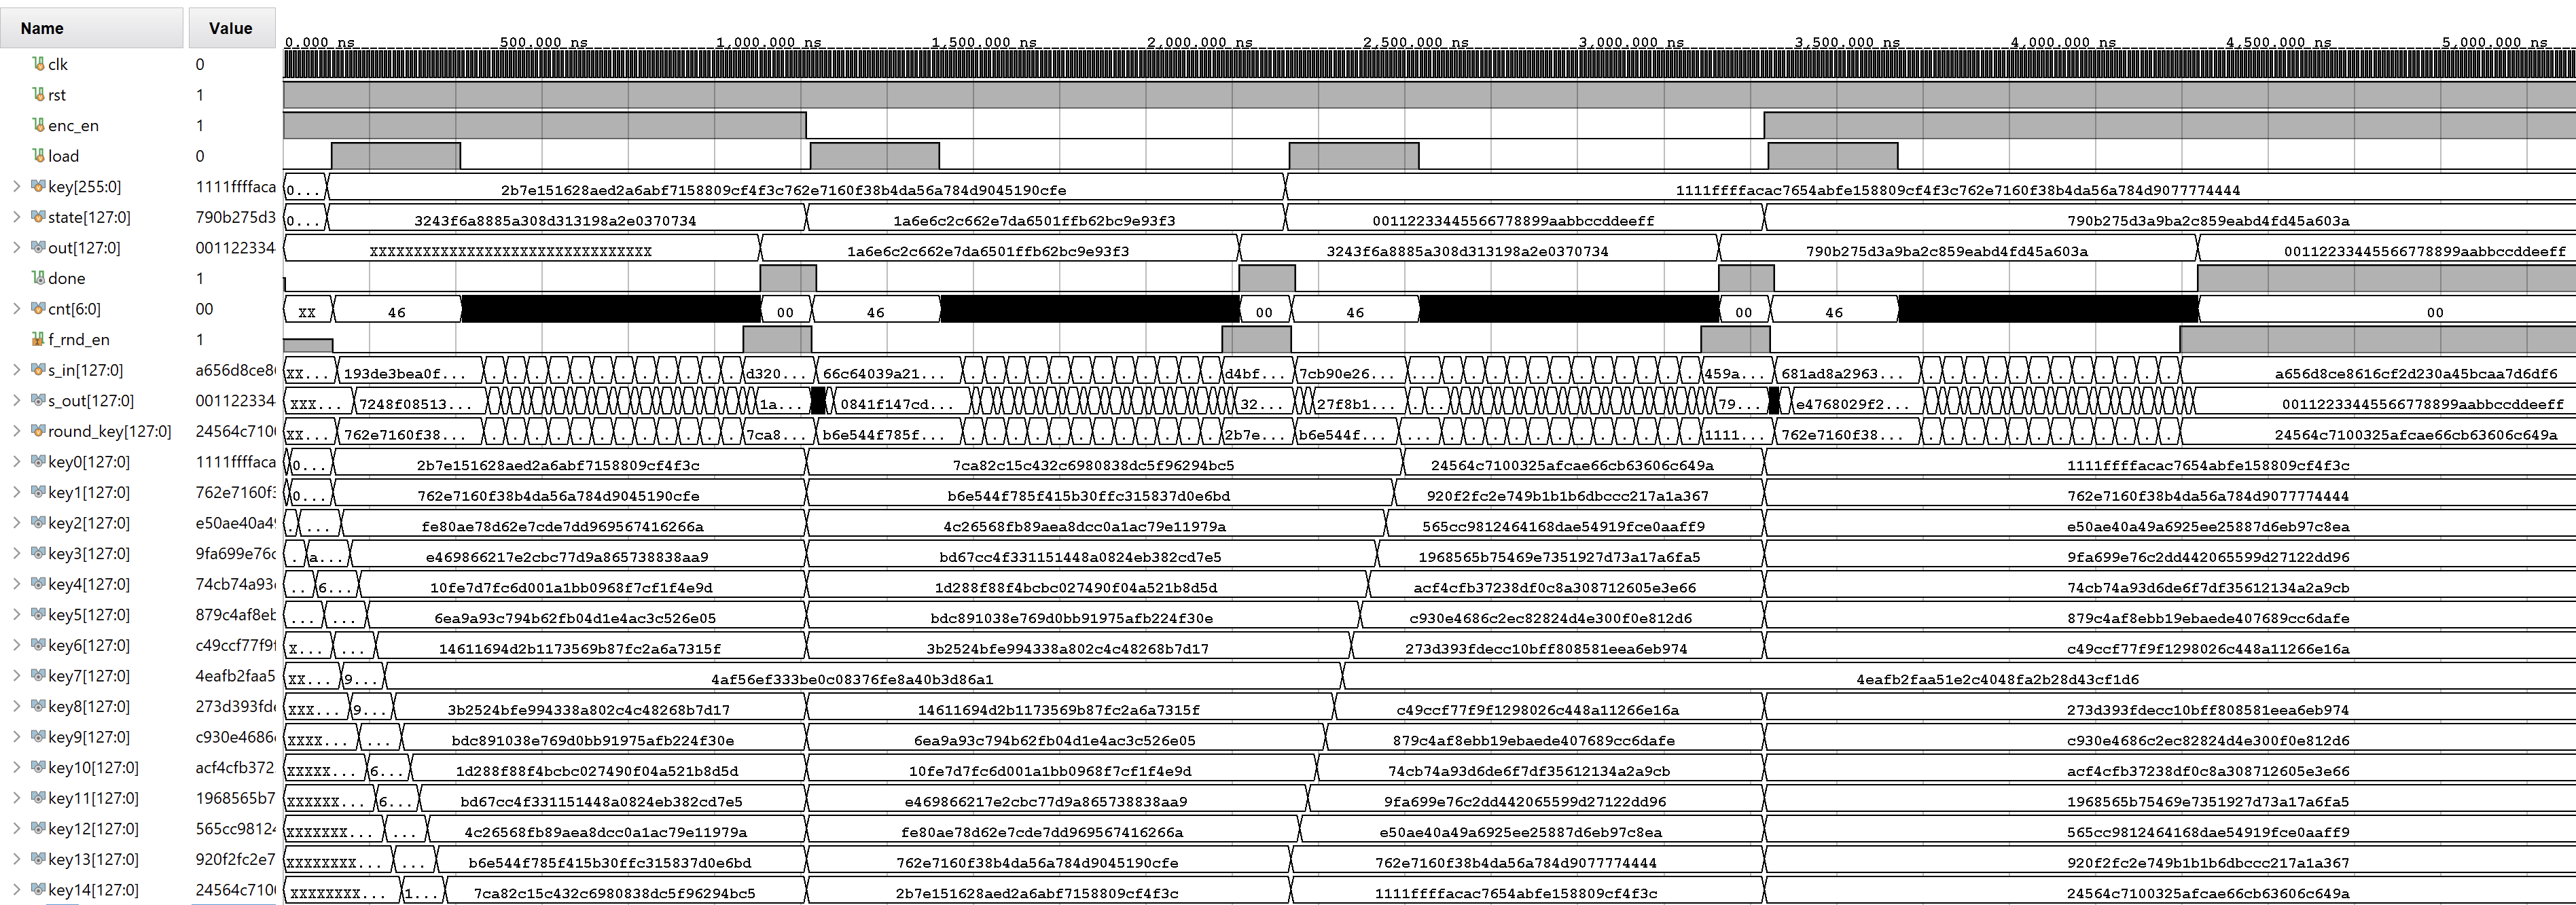 Name Value
0.000 ns 500.000 ns 1,000.000 ns 1,500.000 ns 2,000.000 ns 2,500.000 ns 3,000.000 ns 3,500.000 ns 4,000.000 ns 4,500.000 ns 5,000.000 ns
clk 0
rst 1
enc_en 1
load 0
key[255:0] 1111ffffaca 0... 2b7e151628aed2a6abf7158809cf4f3c762e7160f38b4da56a784d9045190cfe 1111ffffacac7654abfe158809cf4f3c762e7160f38b4da56a784d9077774444
state[127:0] 790b275d3 0... 3243f6a8885a308d313198a2e0370734 1a6e6c2c662e7da6501ffb62bc9e93f3 00112233445566778899aabbccddeeff 790b275d3a9ba2c859eabd4fd45a603a
out[127:0] 001122334 XXXXXXXXXXXXXXXXXXXXXXXXXXXXXXXX 1a6e6c2c662e7da6501ffb62bc9e93f3 3243f6a8885a308d313198a2e0370734 790b275d3a9ba2c859eabd4fd45a603a 00112233445566778899aabbccddeeff
done 1
cnt[6:0] 00 XX 46 00 46 00 46 00 46 00
f_rnd_en 1
s_in[127:0] a656d8ce8 XX... 193de3bea0f... d320... 66c64039a21... d4bf... 7cb90e26... 459a... 681ad8a2963... a656d8ce8616cf2d230a45bcaa7d6df6
s_out[127:0] 001122334 XXX... 7248f08513... 1a... 0841f147cd... 32... 27f8b1... 79... e4768029f2... 00112233445566778899aabbccddeeff
round_key[127:0] 24564c710 XX... 762e7160f38... 7ca8... b6e544f785f... 2b7e... b6e544f... 1111... 762e7160f38... 24564c7100325afcae66cb63606c649a
key0[127:0] 1111ffffaca 0... 2b7e151628aed2a6abf7158809cf4f3c 7ca82c15c432c6980838dc5f96294bc5 24564c7100325afcae66cb63606c649a 1111ffffacac7654abfe158809cf4f3c
key1[127:0] 762e7160f3 0... 762e7160f38b4da56a784d9045190cfe b6e544f785f415b30ffc315837d0e6bd 920f2fc2e749b1b1b6dbccc217a1a367 762e7160f38b4da56a784d9077774444
key2[127:0] e50ae40a4 . ... fe80ae78d62e7cde7dd969567416266a 4c26568fb89aea8dcc0a1ac79e11979a 565cc9812464168dae54919fce0aaff9 e50ae40a49a6925ee25887d6eb97c8ea
key3[127:0] 9fa699e76c . a... e469866217e2cbc77d9a865738838aa9 bd67cc4f331151448a0824eb382cd7e5 1968565b75469e7351927d73a17a6fa5 9fa699e76c2dd442065599d27122dd96
key4[127:0] 74cb74a93 .. 6... 10fe7d7fc6d001a1bb0968f7cf1f4e9d 1d288f88f4bcbc027490f04a521b8d5d acf4cfb37238df0c8a308712605e3e66 74cb74a93d6de6f7df35612134a2a9cb
key5[127:0] 879c4af8eb ... ... 6ea9a93c794b62fb04d1e4ac3c526e05 bdc891038e769d0bb91975afb224f30e c930e4686c2ec82824d4e300f0e812d6 879c4af8ebb19ebaede407689cc6dafe
key6[127:0] c49ccf77f9 X... ... 14611694d2b1173569b87fc2a6a7315f 3b2524bfe994338a802c4c48268b7d17 273d393fdecc10bff808581eea6eb974 c49ccf77f9f1298026c448a11266e16a
key7[127:0] 4eafb2faa5 XX... 9... 4af56ef333be0c08376fe8a40b3d86a1 4eafb2faa51e2c4048fa2b28d43cf1d6
key8[127:0] 273d393fd XXX... 9... 3b2524bfe994338a802c4c48268b7d17 14611694d2b1173569b87fc2a6a7315f c49ccf77f9f1298026c448a11266e16a 273d393fdecc10bff808581eea6eb974
key9[127:0] c930e4686 XXXX... ... bdc891038e769d0bb91975afb224f30e 6ea9a93c794b62fb04d1e4ac3c526e05 879c4af8ebb19ebaede407689cc6dafe c930e4686c2ec82824d4e300f0e812d6
key10[127:0] acf4cfb372 XXXXX... 6... 1d288f88f4bcbc027490f04a521b8d5d 10fe7d7fc6d001a1bb0968f7cf1f4e9d 74cb74a93d6de6f7df35612134a2a9cb acf4cfb37238df0c8a308712605e3e66
key11[127:0] 1968565b7 XXXXXX... 6... bd67cc4f331151448a0824eb382cd7e5 e469866217e2cbc77d9a865738838aa9 9fa699e76c2dd442065599d27122dd96 1968565b75469e7351927d73a17a6fa5
key12[127:0] 565cc9812 XXXXXXX... ... 4c26568fb89aea8dcc0a1ac79e11979a fe80ae78d62e7cde7dd969567416266a e50ae40a49a6925ee25887d6eb97c8ea 565cc9812464168dae54919fce0aaff9
key13[127:0] 920f2fc2e7 XXXXXXXX... ... b6e544f785f415b30ffc315837d0e6bd 762e7160f38b4da56a784d9045190cfe 762e7160f38b4da56a784d9077774444 920f2fc2e749b1b1b6dbccc217a1a367
key14[127:0] 24564c710 XXXXXXXX... 1... 7ca82c15c432c6980838dc5f96294bc5 2b7e151628aed2a6abf7158809cf4f3c 1111ffffacac7654abfe158809cf4f3c 24564c7100325afcae66cb63606c649a